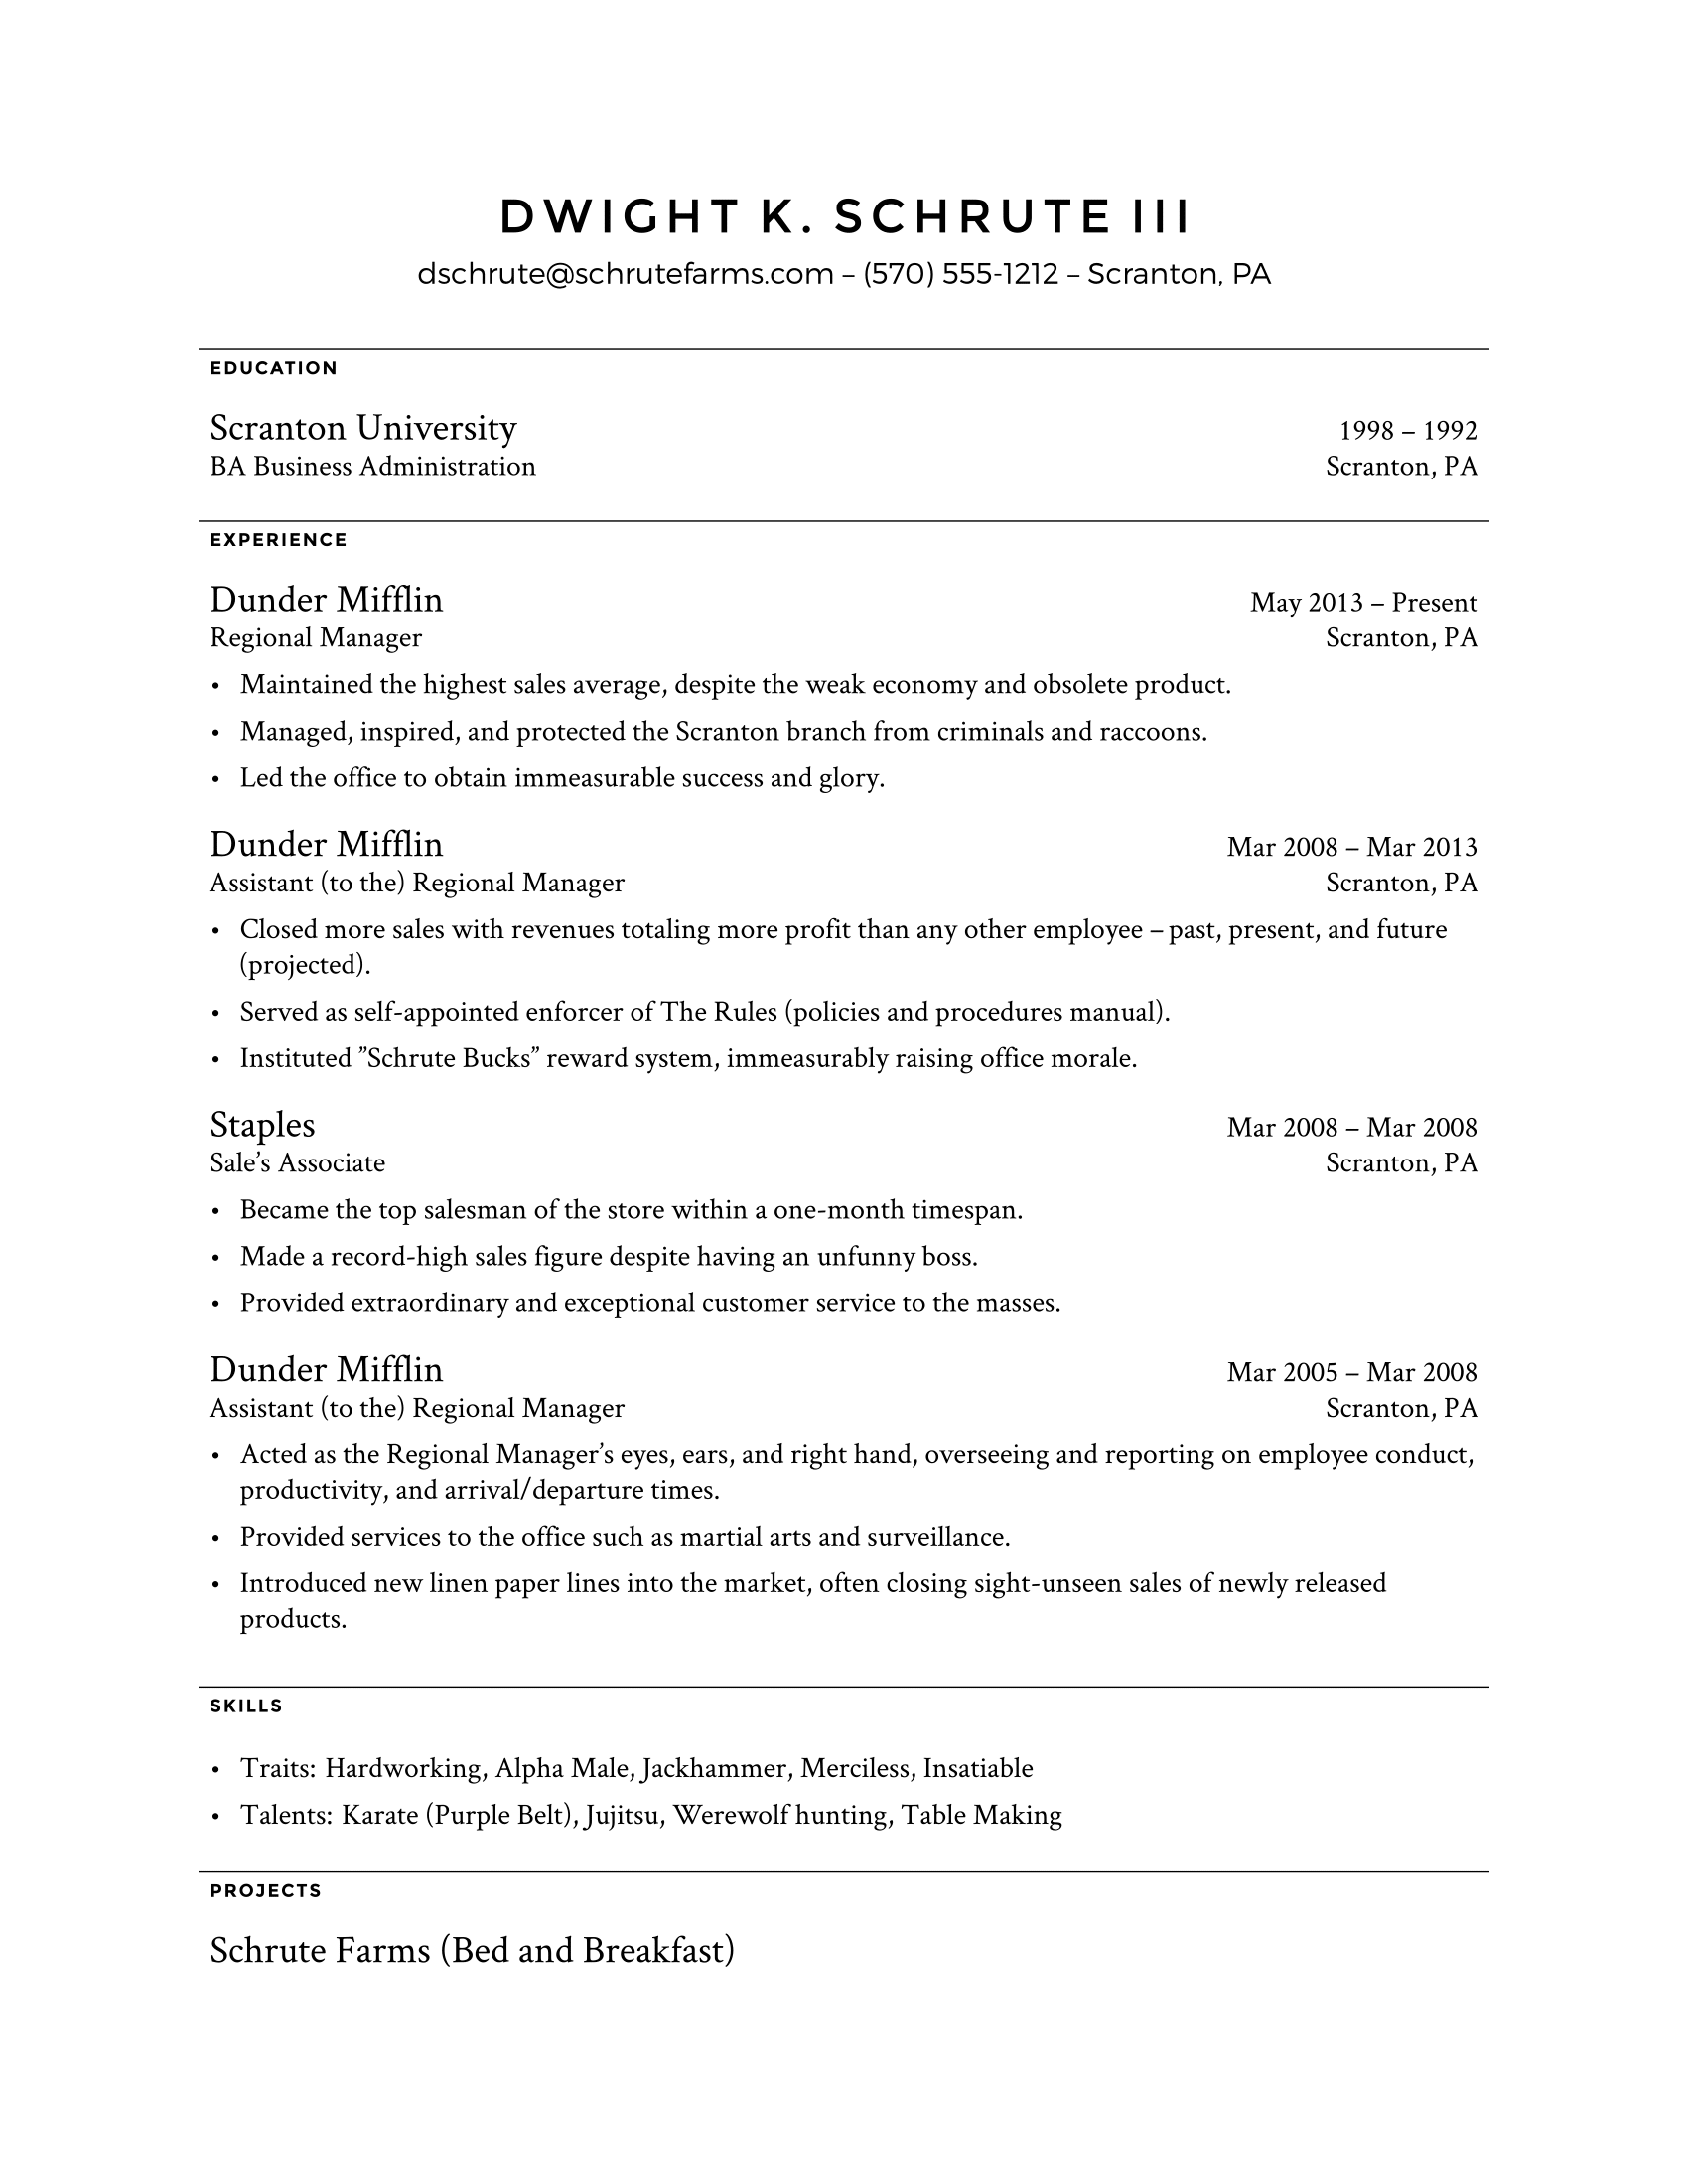 DWIGHT K. SCHRUTE III
dschrute@schrutefarms.com – (570) 555-1212 – Scranton, PA
EDUCATION
Scranton University 1998 – 1992
BA Business Administration Scranton, PA
EXPERIENCE
Dunder Mifflin May 2013 – Present
Regional Manager Scranton, PA
• Maintained the highest sales average, despite the weak economy and obsolete product.
• Managed, inspired, and protected the Scranton branch from criminals and raccoons.
• Led the office to obtain immeasurable success and glory.
Dunder Mifflin Mar 2008 – Mar 2013
Assistant (to the) Regional Manager Scranton, PA
• Closed more sales with revenues totaling more profit than any other employee – past, present, and future
(projected).
• Served as self-appointed enforcer of The Rules (policies and procedures manual).
• Instituted ”Schrute Bucks” reward system, immeasurably raising office morale.
Staples Mar 2008 – Mar 2008
Sale’s Associate Scranton, PA
• Became the top salesman of the store within a one-month timespan.
• Made a record-high sales figure despite having an unfunny boss.
• Provided extraordinary and exceptional customer service to the masses.
Dunder Mifflin Mar 2005 – Mar 2008
Assistant (to the) Regional Manager Scranton, PA
• Acted as the Regional Manager’s eyes, ears, and right hand, overseeing and reporting on employee conduct,
productivity, and arrival/departure times.
• Provided services to the office such as martial arts and surveillance.
• Introduced new linen paper lines into the market, often closing sight-unseen sales of newly released
products.
SKILLS
• Traits: Hardworking, Alpha Male, Jackhammer, Merciless, Insatiable
• Talents: Karate (Purple Belt), Jujitsu, Werewolf hunting, Table Making
PROJECTS
Schrute Farms (Bed and Breakfast)